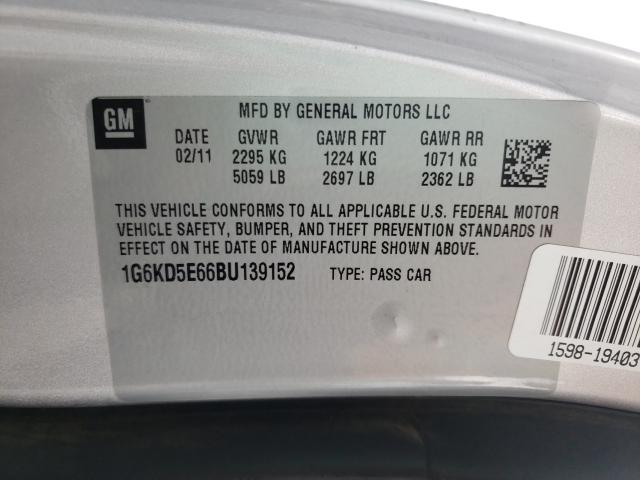 GM
MFD BY GENERAL MOTORS LLC
DATE GVWR GAWR FRT GAWR RR
02/11 2295 KG 1224 KG 1071 KG
5059 LB 2697 LB 2362 LB
THIS VEHICLE CONFORMS TO ALL APPLICABLE U.S. FEDERAL MOTOR
VEHICLE SAFETY, BUMPER, AND THEFT PREVENTION STANDARDS IN
EFFECT ON THE DATE OF MANUFACTURE SHOWN ABOVE.
1G6KD5E66BU139152 TYPE: PASS CAR
1598-19403